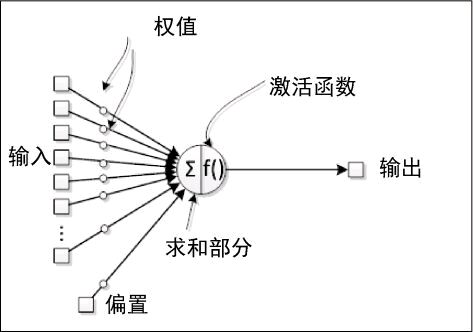 权值
激活函数
输入
Σ f()
输出
求和部分
偏置